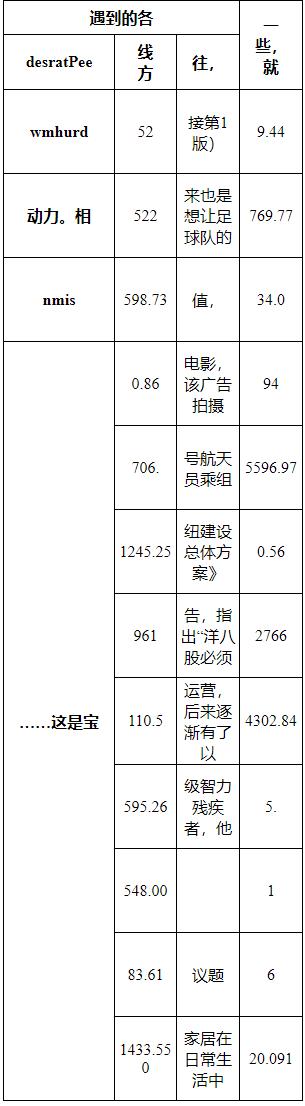 遇到的各
一
些，
就
desratPee
线
方
往，
wmhurd
52
接第1
版）
9.44
动力。相
522
来也是
想让足
球队的
769.77
nmis
598.73
值，
34.0
……这是宝
0.86
电影，
该广告
拍摄
94
706.
号航天
员乘组
5596.97
1245.25
纽建设
总体方
案》
0.56
961
告，指
出“洋八
股必须
2766
110.5
运营，
后来逐
渐有了
以
4302.84
595.26
级智力
残疾
者，他
5.
548.00
1
83.61
议题
6
1433.55
0
家居在
日常生
活中
20.091